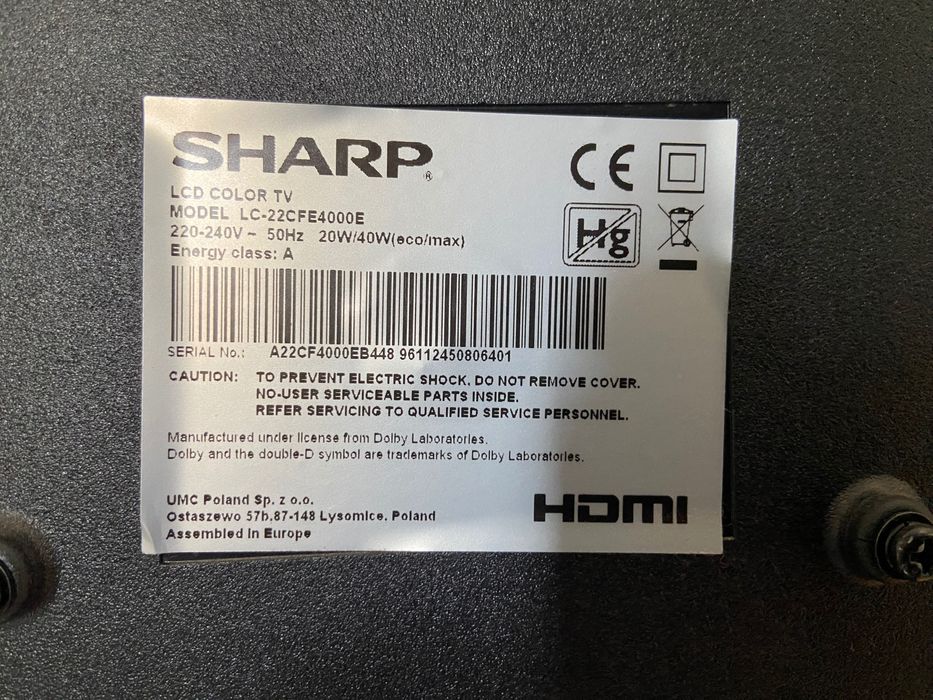 SHARP®
LCD COLOR TV
MODEL LC-22CFE4000E
220-240V ~ 50Hz 20W/40W(eco/max)
Energy class: A
CE
Hg
SERIAL No.: A22CF4000EB448 96112450806401
CAUTION: TO PREVENT ELECTRIC SHOCK, DO NOT REMOVE COVER.
NO-USER SERVICEABLE PARTS INSIDE.
REFER SERVICING TO QUALIFIED SERVICE PERSONNEL.
Manufactured under license from Dolby Laboratories.
Dolby and the double-D symbol are trademarks of Dolby Laboratories.
UMC Poland Sp. z o.o.
Ostaszewo 57b,87-148 Lysomice, Poland
Assembled in Europe
HDMI